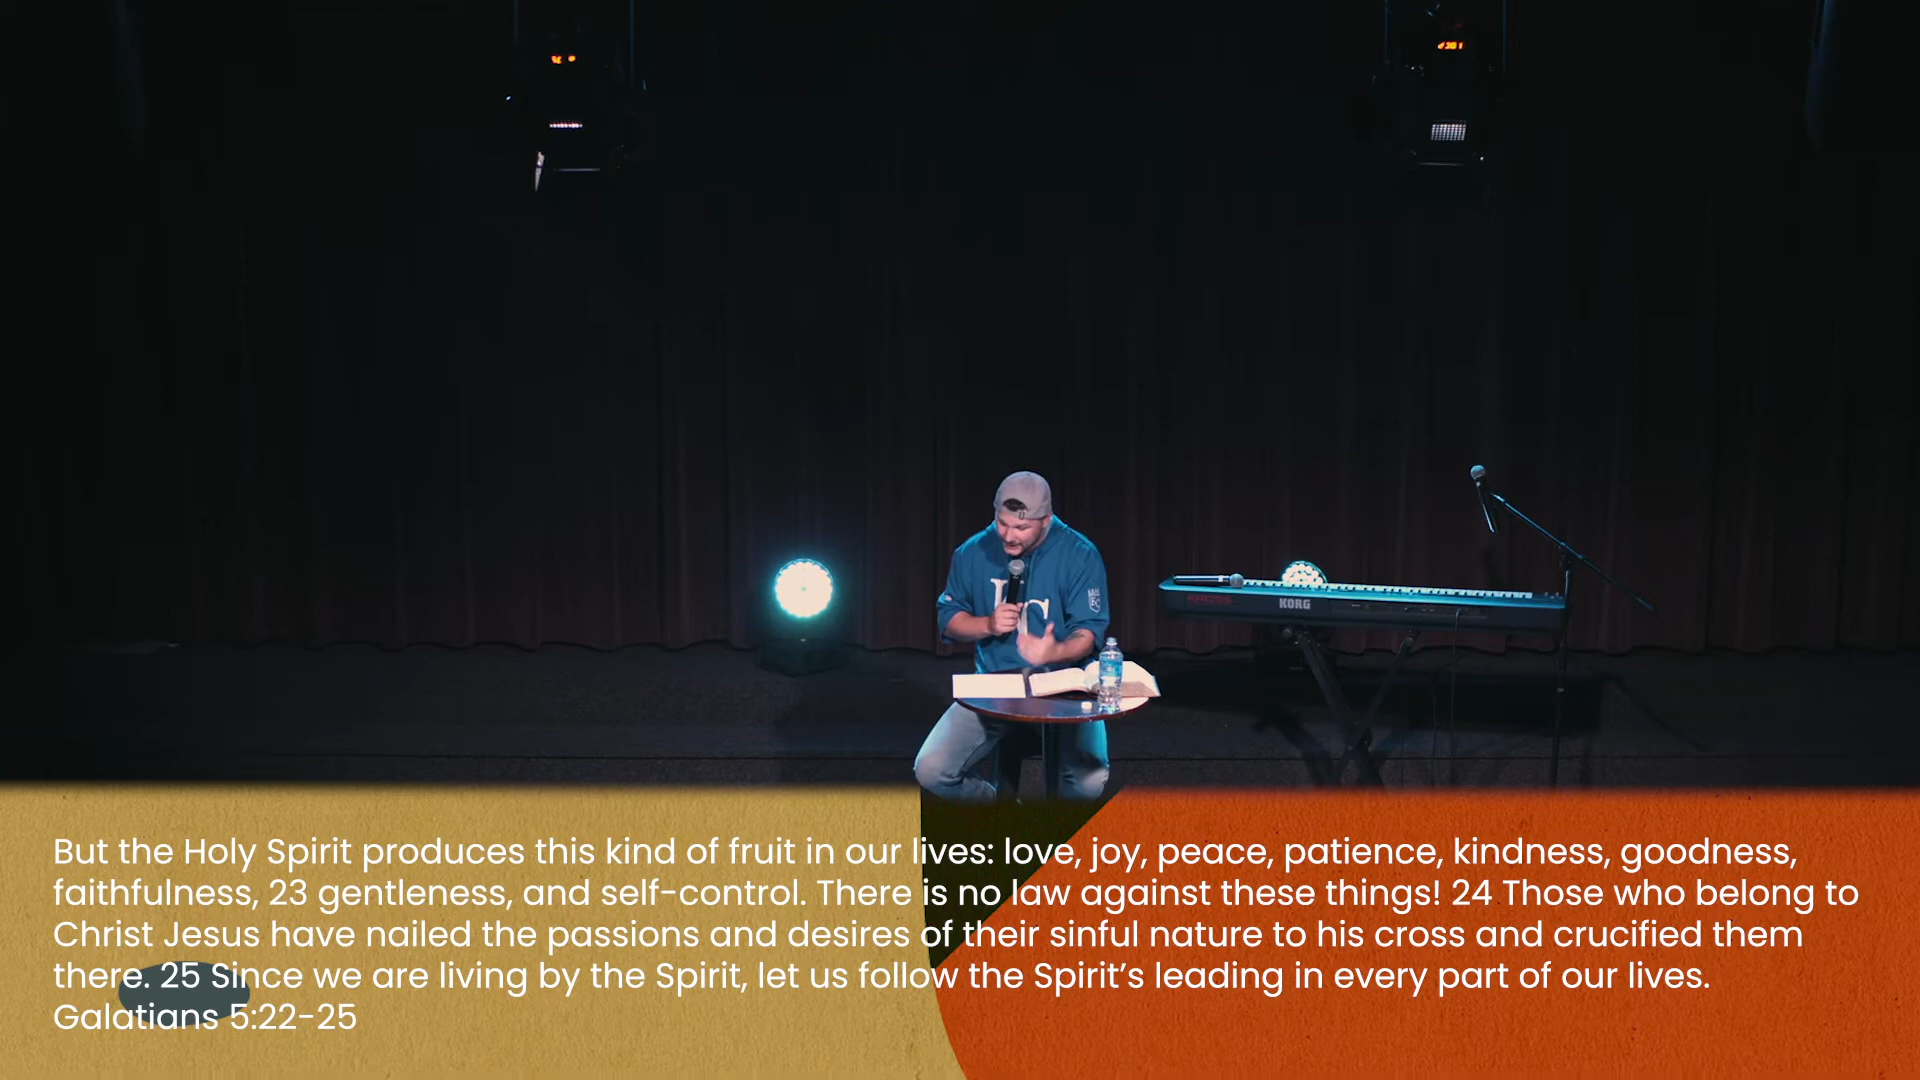 KORG
KC
But the Holy Spirit produces this kind of fruit in our lives: love, joy, peace, patience, kindness, goodness,
faithfulness, 23 gentleness, and self-control. There is no law against these things! 24 Those who belong to
Christ Jesus have nailed the passions and desires of their sinful nature to his cross and crucified them
there. 25 Since we are living by the Spirit, let us follow the Spirit’s leading in every part of our lives.
Galatians 5:22-25